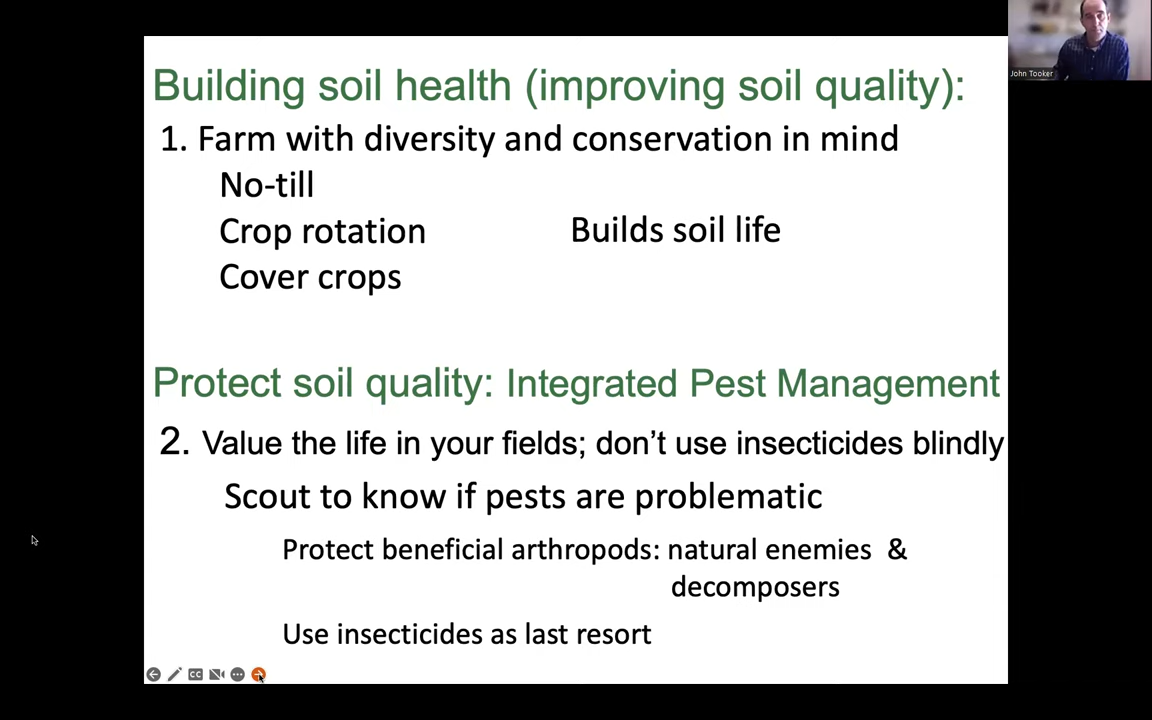 John Tooker
Building soil health (improving soil quality):
1. Farm with diversity and conservation in mind
No-till
Crop rotation
Builds soil life
Cover crops
Protect soil quality: Integrated Pest Management
2. Value the life in your fields; don't use insecticides blindly
Scout to know if pests are problematic
Protect beneficial arthropods: natural enemies &
decomposers
Use insecticides as last resort
CC